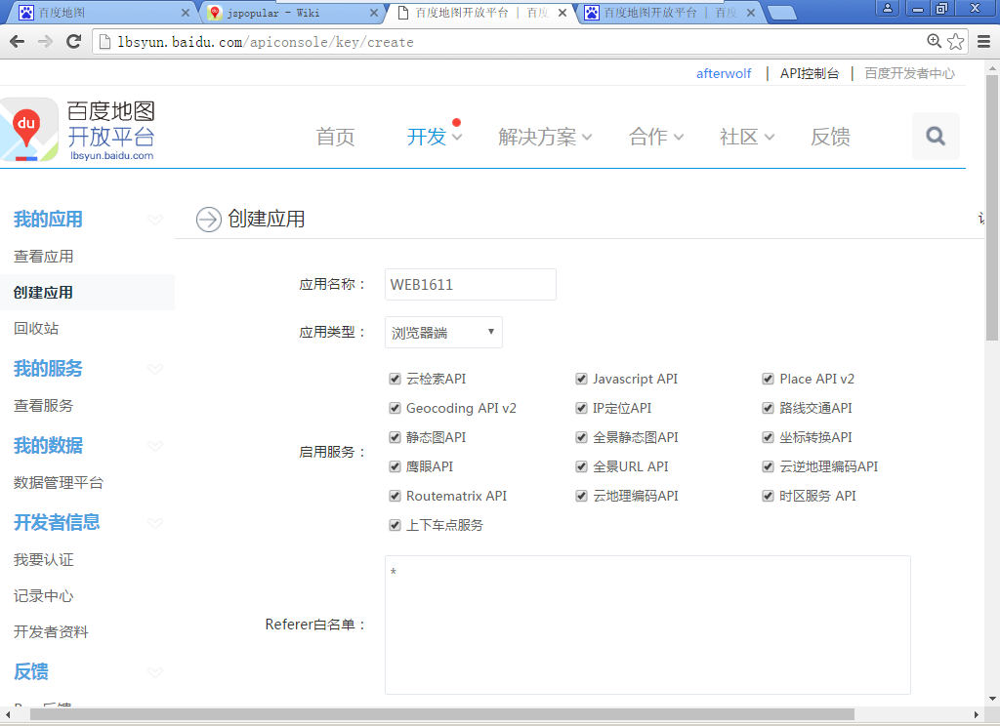 百度地图
jspopular - Wiki
百度地图开放平台 | 百度
百度地图开放平台 | 百度
lbsyun.baidu.com/apiconsole/key/create
afterwolf | API控制台 | 百度开发者中心
du
百度地图
开放平台
lbsyun.baidu.com
首页 开发 解决方案 合作 社区 反馈
我的应用
查看应用
创建应用
回收站
我的服务
查看服务
我的数据
数据管理平台
开发者信息
我要认证
记录中心
开发者资料
反馈
创建应用
应用名称： WEB1611
应用类型： 浏览器端
启用服务：
云检索API Javascript API Place API v2
Geocoding API v2 IP定位API 路线交通API
静态图API 全景静态图API 坐标转换API
鹰眼API 全景URL API 云逆地理编码API
Routematrix API 云地理编码API 时区服务 API
上下车点服务
Referer白名单：
*